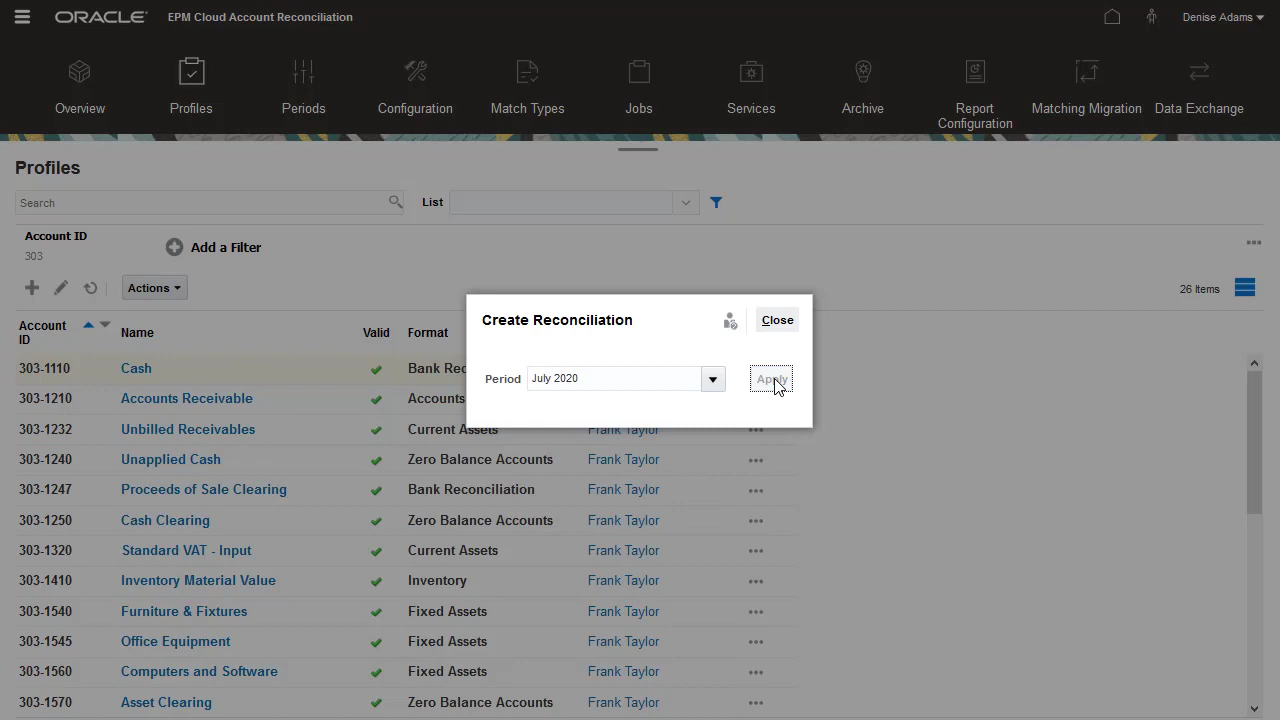 ORACLE® EPM Cloud Account Reconciliation Denise Adams
Overview Profiles Periods Configuration Match Types Jobs Services Archive Report Configuration Matching Migration Data Exchange
Profiles
Search List
Account ID
303
Add a Filter
Actions 26 Items
Account ID Name Valid Format
Create Reconciliation Close
Period July 2020 Apply
303-1110 Cash Bank Rec
303-1210 Accounts Receivable Accounts
303-1232 Unbilled Receivables Current Assets Frank Taylor
303-1240 Unapplied Cash Zero Balance Accounts Frank Taylor
303-1247 Proceeds of Sale Clearing Bank Reconciliation Frank Taylor
303-1250 Cash Clearing Zero Balance Accounts Frank Taylor
303-1320 Standard VAT - Input Current Assets Frank Taylor
303-1410 Inventory Material Value Inventory Frank Taylor
303-1540 Furniture & Fixtures Fixed Assets Frank Taylor
303-1545 Office Equipment Fixed Assets Frank Taylor
303-1560 Computers and Software Fixed Assets Frank Taylor
303-1570 Asset Clearing Zero Balance Accounts Frank Taylor